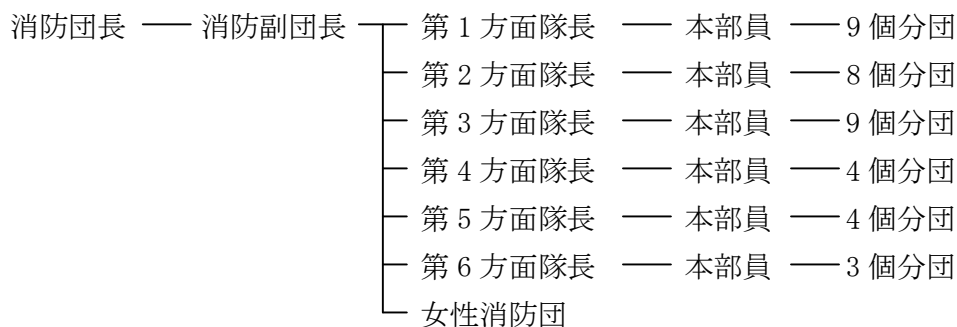 消防団長 消防副団長 第1方面隊長 本部員 9個分団
第2方面隊長 本部員 8個分団
第3方面隊長 本部員 9個分団
第4方面隊長 本部員 4個分団
第5方面隊長 本部員 4個分団
第6方面隊長 本部員 3個分団
女性消防団